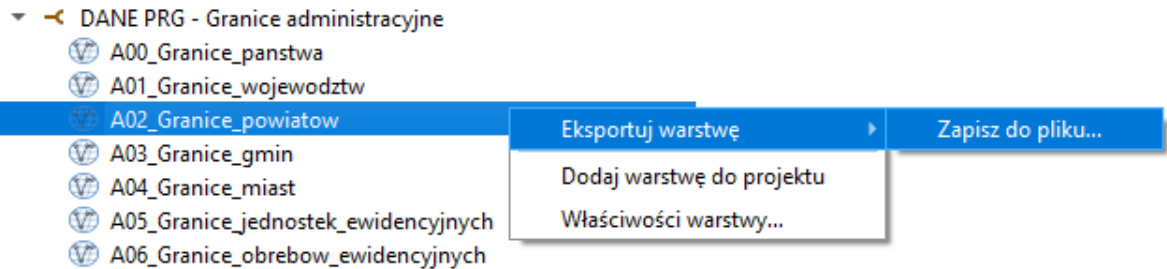 DANE PRG - Granice administracyjne
A00_Granice_panstwa
A01_Granice_wojewodztw
A02_Granice_powiatow
Eksportuj warstwę
Zapisz do pliku...
A03_Granice_gmin
Dodaj warstwę do projektu
A04_Granice_miast
Właściwości warstwy...
A05_Granice_jednostek_ewidencyjnych
A06_Granice_obrebow_ewidencyjnych